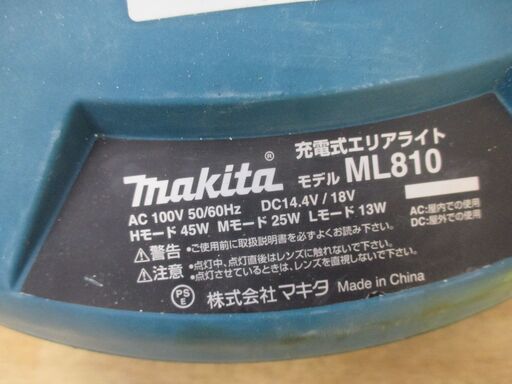 makita® 充電式エリアライト
モデル ML810
AC 100V 50/60Hz DC14.4V / 18V
Hモード 45W Mモード 25W Lモード 13W
AC:屋内での使用
DC:屋外での使用
⚠警告 •ご使用前に取扱説明書を必ずよくお読み下さい。
⚠注意 •点灯中、点灯直後はレンズに触れないで下さい。
•点灯させているときは、レンズを直視しないで下さい。
PS
E
株式会社マキタ Made in China